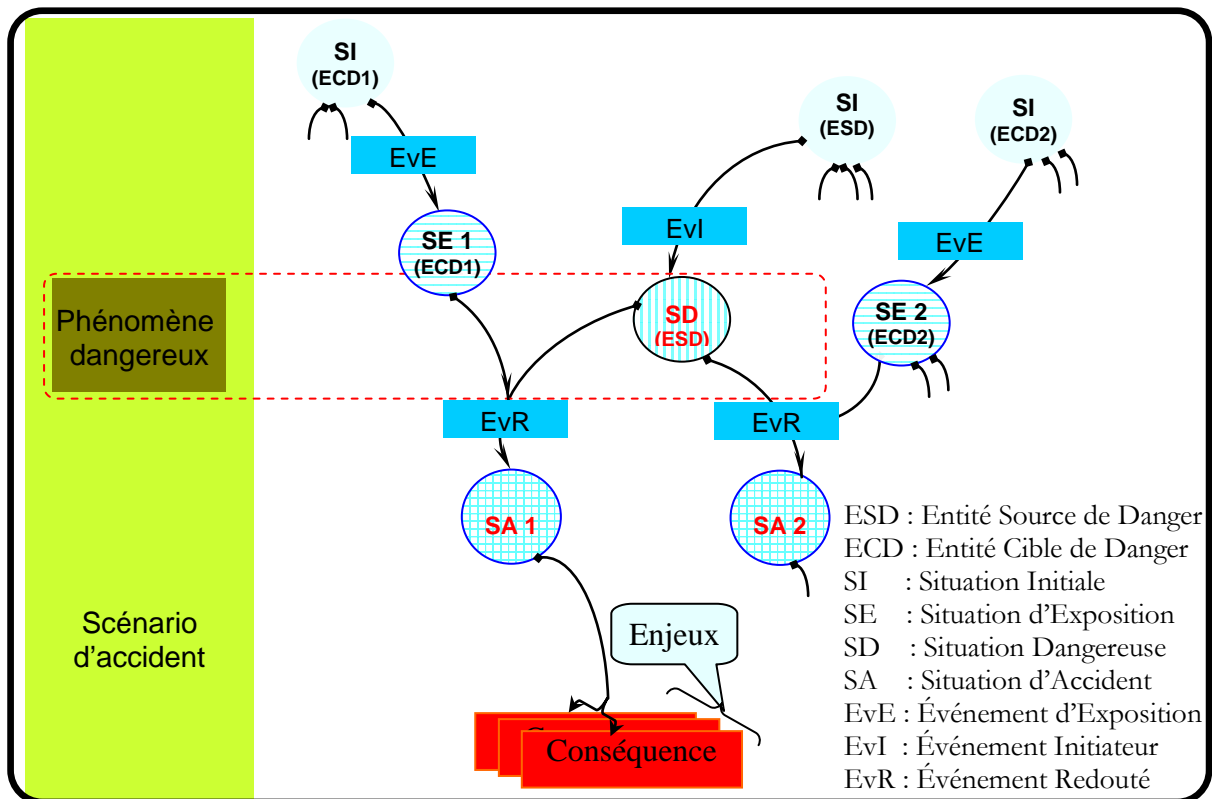 SI
(ECD1)
SI
(ESD)
SI
(ECD2)
EvE
EvI
EvE
SE 1
(ECD1)
SD
(ESD)
SE 2
(ECD2)
Phénomène
dangereux
EvR
EvR
SA 1
SA 2
ESD : Entité Source de Danger
ECD : Entité Cible de Danger
SI : Situation Initiale
SE : Situation d'Exposition
SD : Situation Dangereuse
SA : Situation d'Accident
EvE : Événement d'Exposition
EvI : Événement Initiateur
EvR : Événement Redouté
Scénario
d'accident
Enjeux
Conséquence